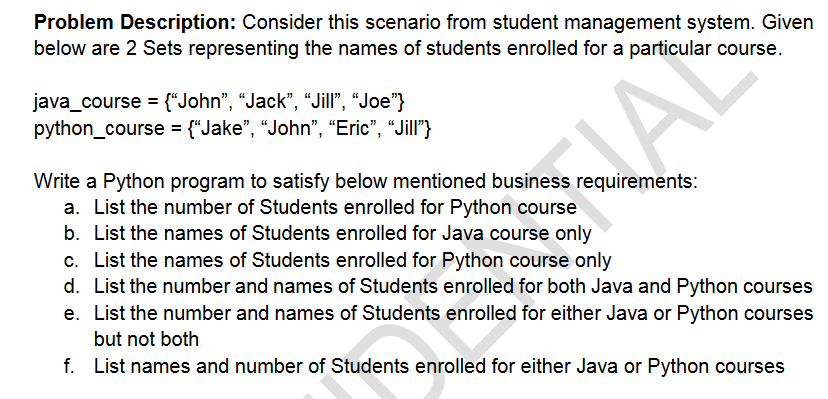 Problem Description: Consider this scenario from student management system. Given
below are 2 Sets representing the names of students enrolled for a particular course.
java_course = {“John”, “Jack”, “Jill”, “Joe”}
python_course = {“Jake”, “John”, “Eric”, “Jill”}
Write a Python program to satisfy below mentioned business requirements:
a. List the number of Students enrolled for Python course
b. List the names of Students enrolled for Java course only
c. List the names of Students enrolled for Python course only
d. List the number and names of Students enrolled for both Java and Python courses
e. List the number and names of Students enrolled for either Java or Python courses
but not both
f. List names and number of Students enrolled for either Java or Python courses
IDENTIAL